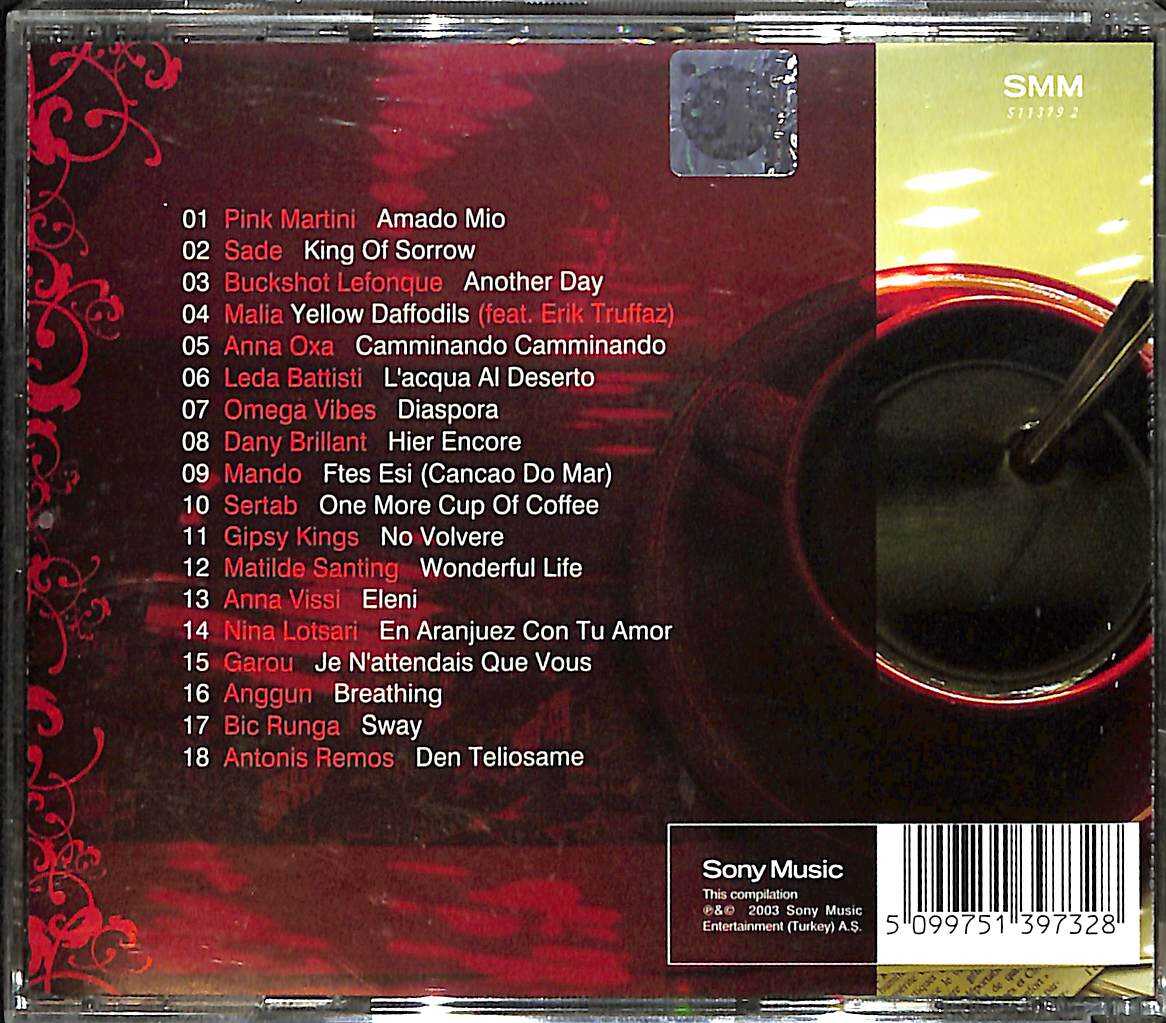 SMM
511379 2
01 Pink Martini Amado Mio
02 Sade King Of Sorrow
03 Buckshot Lefonque Another Day
04 Malia Yellow Daffodils (feat. Erik Truffaz)
05 Anna Oxa Camminando Camminando
06 Leda Battisti L'acqua Al Deserto
07 Omega Vibes Diaspora
08 Dany Brillant Hier Encore
09 Mando Ftes Esi (Cancao Do Mar)
10 Sertab One More Cup Of Coffee
11 Gipsy Kings No Volvere
12 Matilde Santing Wonderful Life
13 Anna Vissi Eleni
14 Nina Lotsari En Aranjuez Con Tu Amor
15 Garou Je N'attendais Que Vous
16 Anggun Breathing
17 Bic Runga Sway
18 Antonis Remos Den Teliosame
Sony Music
This compilation
℗&© 2003 Sony Music
Entertainment (Turkey) A.Ş.
5 099751 397328